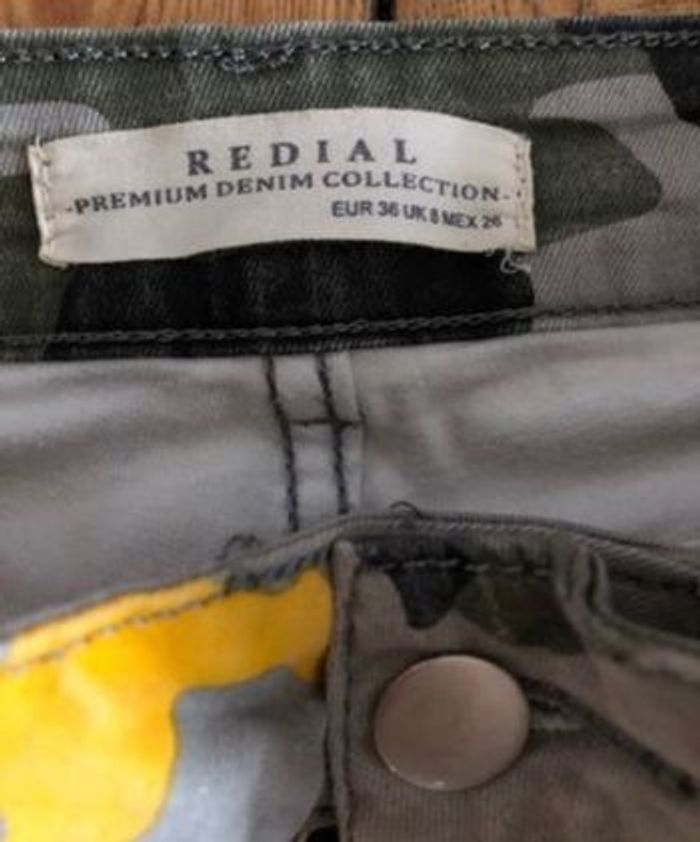 REDIAL
-PREMIUM DENIM COLLECTION-
EUR 36 UK 8 MEX 26